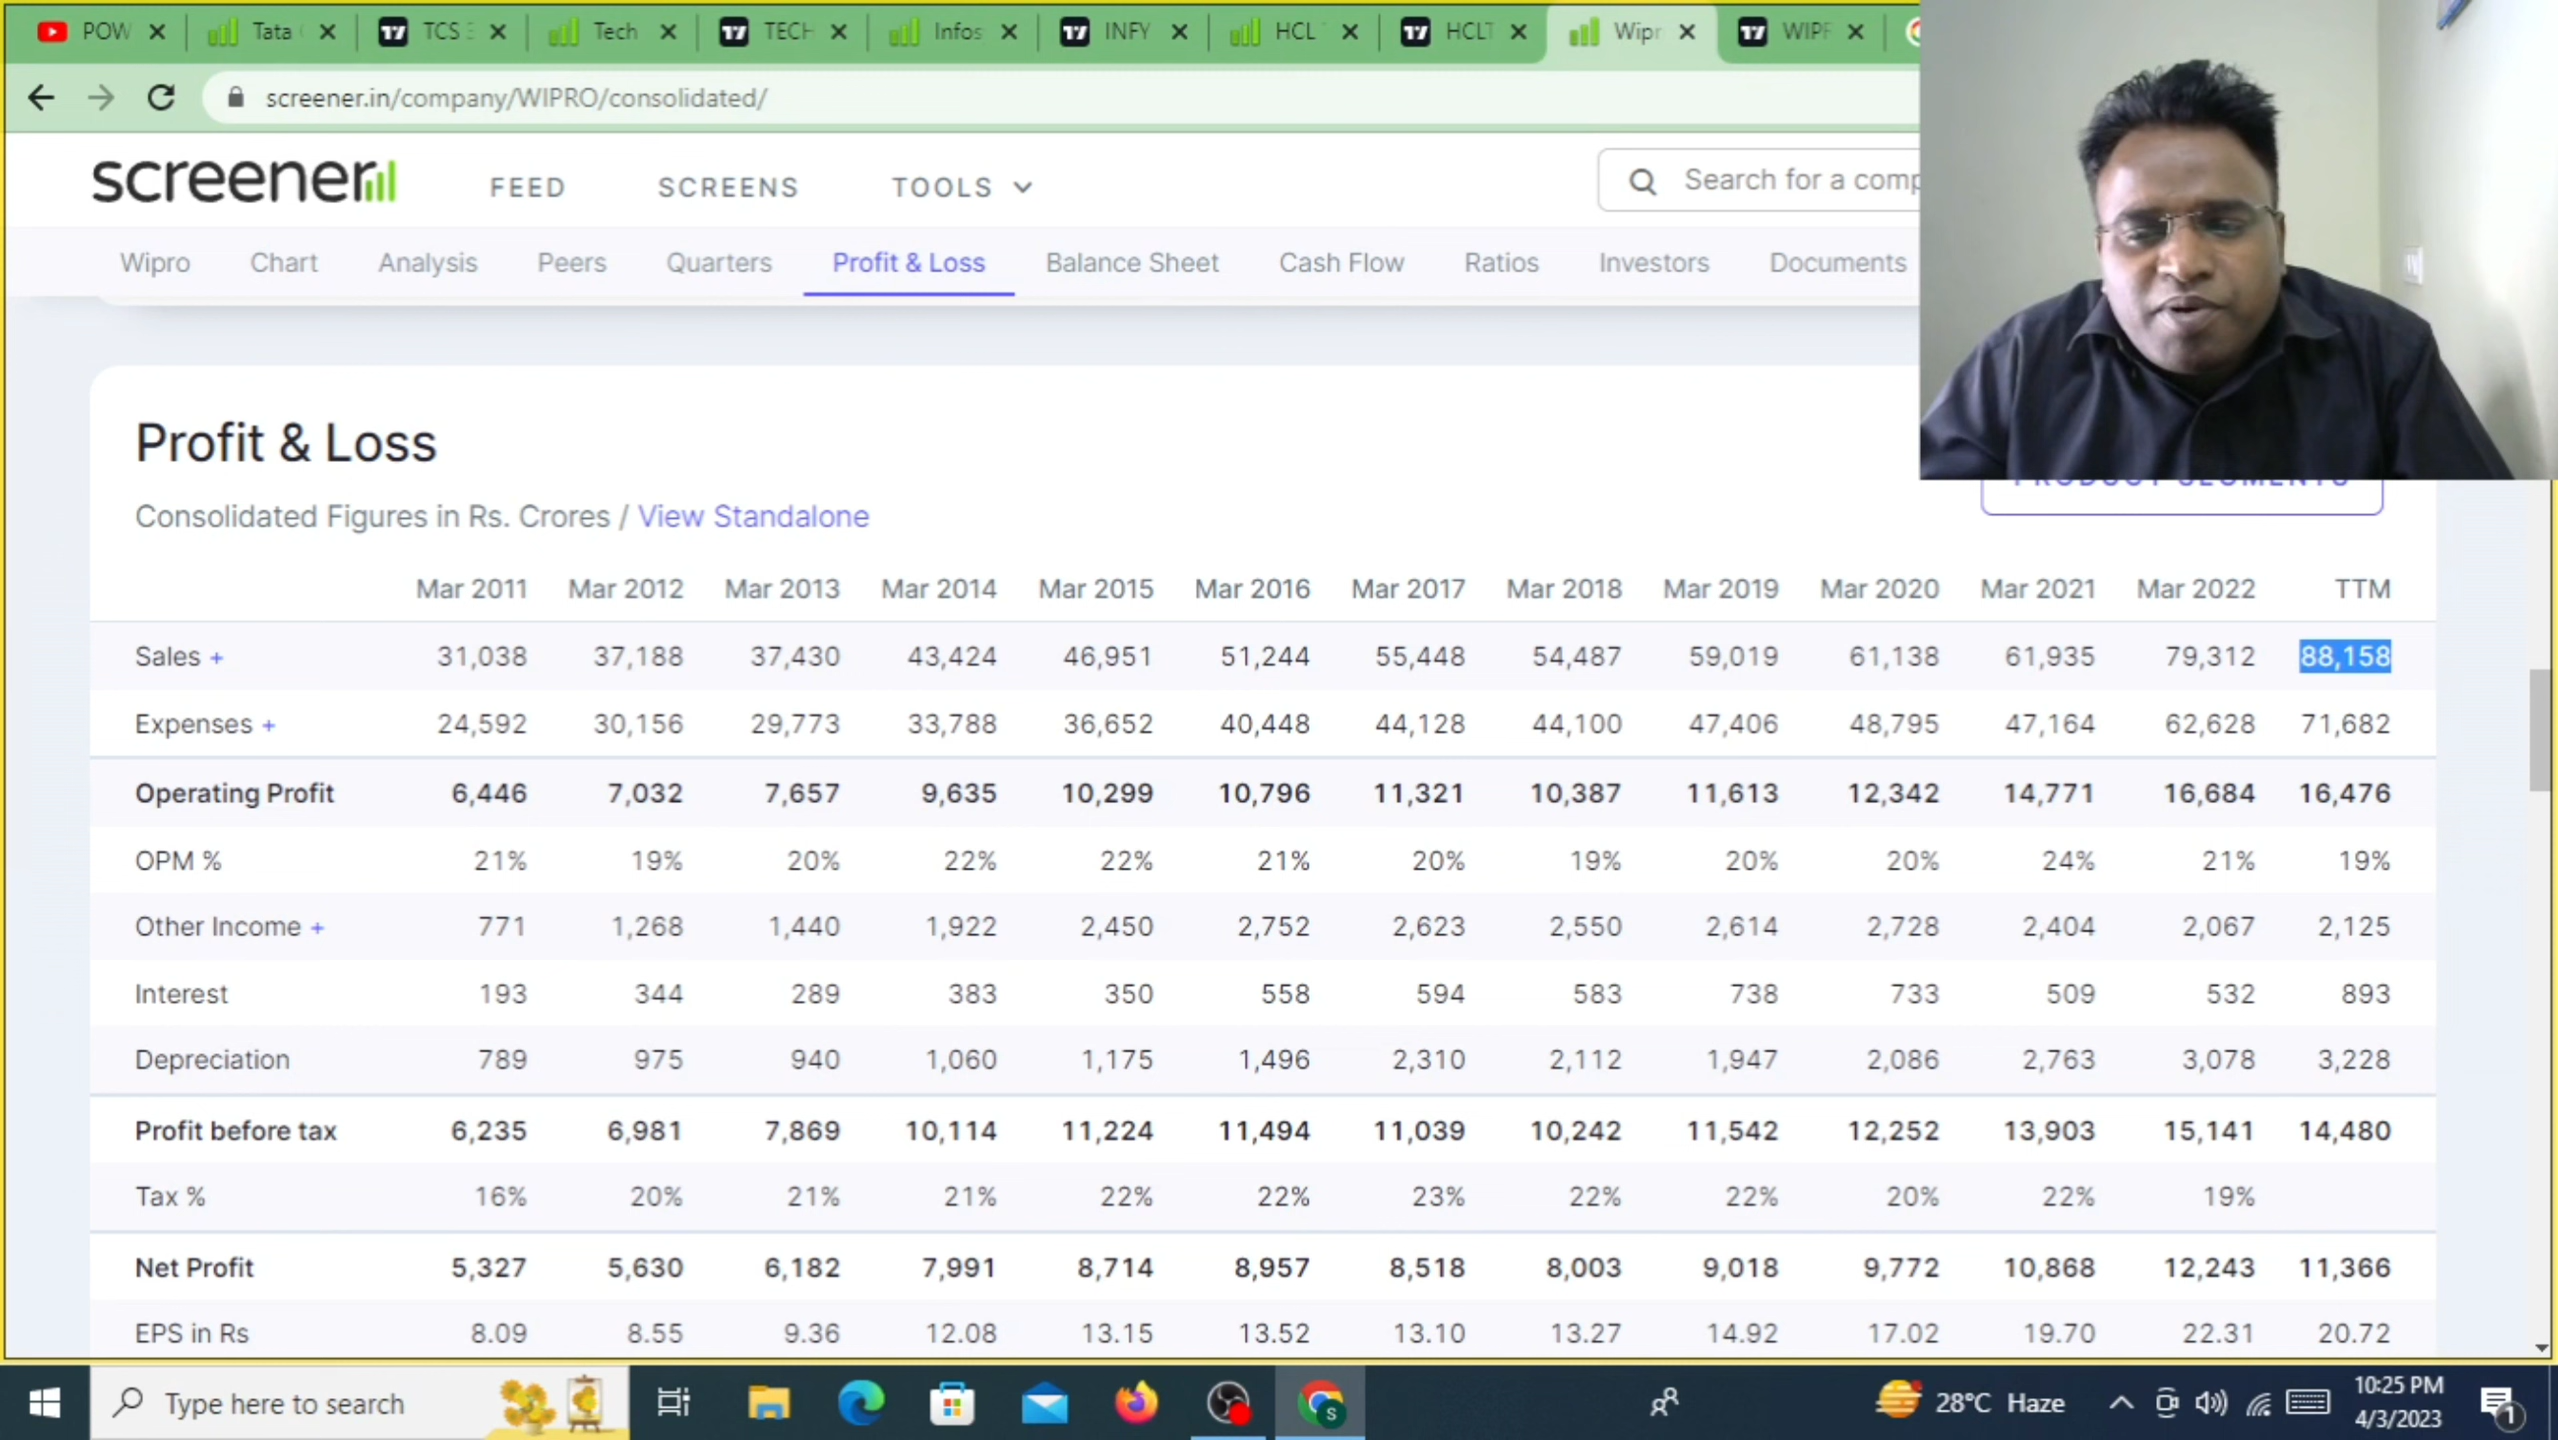 POW Tata TCS Tech TECH Infos INFY HCL HCLT Wipr WIPR
screener.in/company/WIPRO/consolidated/
screener FEED SCREENS TOOLS Search for a comp
Wipro Chart Analysis Peers Quarters Profit & Loss Balance Sheet Cash Flow Ratios Investors Documents
Profit & Loss
PRODUCT SEGMENTS
Consolidated Figures in Rs. Crores / View Standalone
Mar 2011 Mar 2012 Mar 2013 Mar 2014 Mar 2015 Mar 2016 Mar 2017 Mar 2018 Mar 2019 Mar 2020 Mar 2021 Mar 2022 TTM
Sales + 31,038 37,188 37,430 43,424 46,951 51,244 55,448 54,487 59,019 61,138 61,935 79,312 88,158
Expenses + 24,592 30,156 29,773 33,788 36,652 40,448 44,128 44,100 47,406 48,795 47,164 62,628 71,682
Operating Profit 6,446 7,032 7,657 9,635 10,299 10,796 11,321 10,387 11,613 12,342 14,771 16,684 16,476
OPM % 21% 19% 20% 22% 22% 21% 20% 19% 20% 20% 24% 21% 19%
Other Income + 771 1,268 1,440 1,922 2,450 2,752 2,623 2,550 2,614 2,728 2,404 2,067 2,125
Interest 193 344 289 383 350 558 594 583 738 733 509 532 893
Depreciation 789 975 940 1,060 1,175 1,496 2,310 2,112 1,947 2,086 2,763 3,078 3,228
Profit before tax 6,235 6,981 7,869 10,114 11,224 11,494 11,039 10,242 11,542 12,252 13,903 15,141 14,480
Tax % 16% 20% 21% 21% 22% 22% 23% 22% 22% 20% 22% 19%
Net Profit 5,327 5,630 6,182 7,991 8,714 8,957 8,518 8,003 9,018 9,772 10,868 12,243 11,366
EPS in Rs 8.09 8.55 9.36 12.08 13.15 13.52 13.10 13.27 14.92 17.02 19.70 22.31 20.72
Type here to search S 28°C Haze 10:25 PM
4/3/2023 1